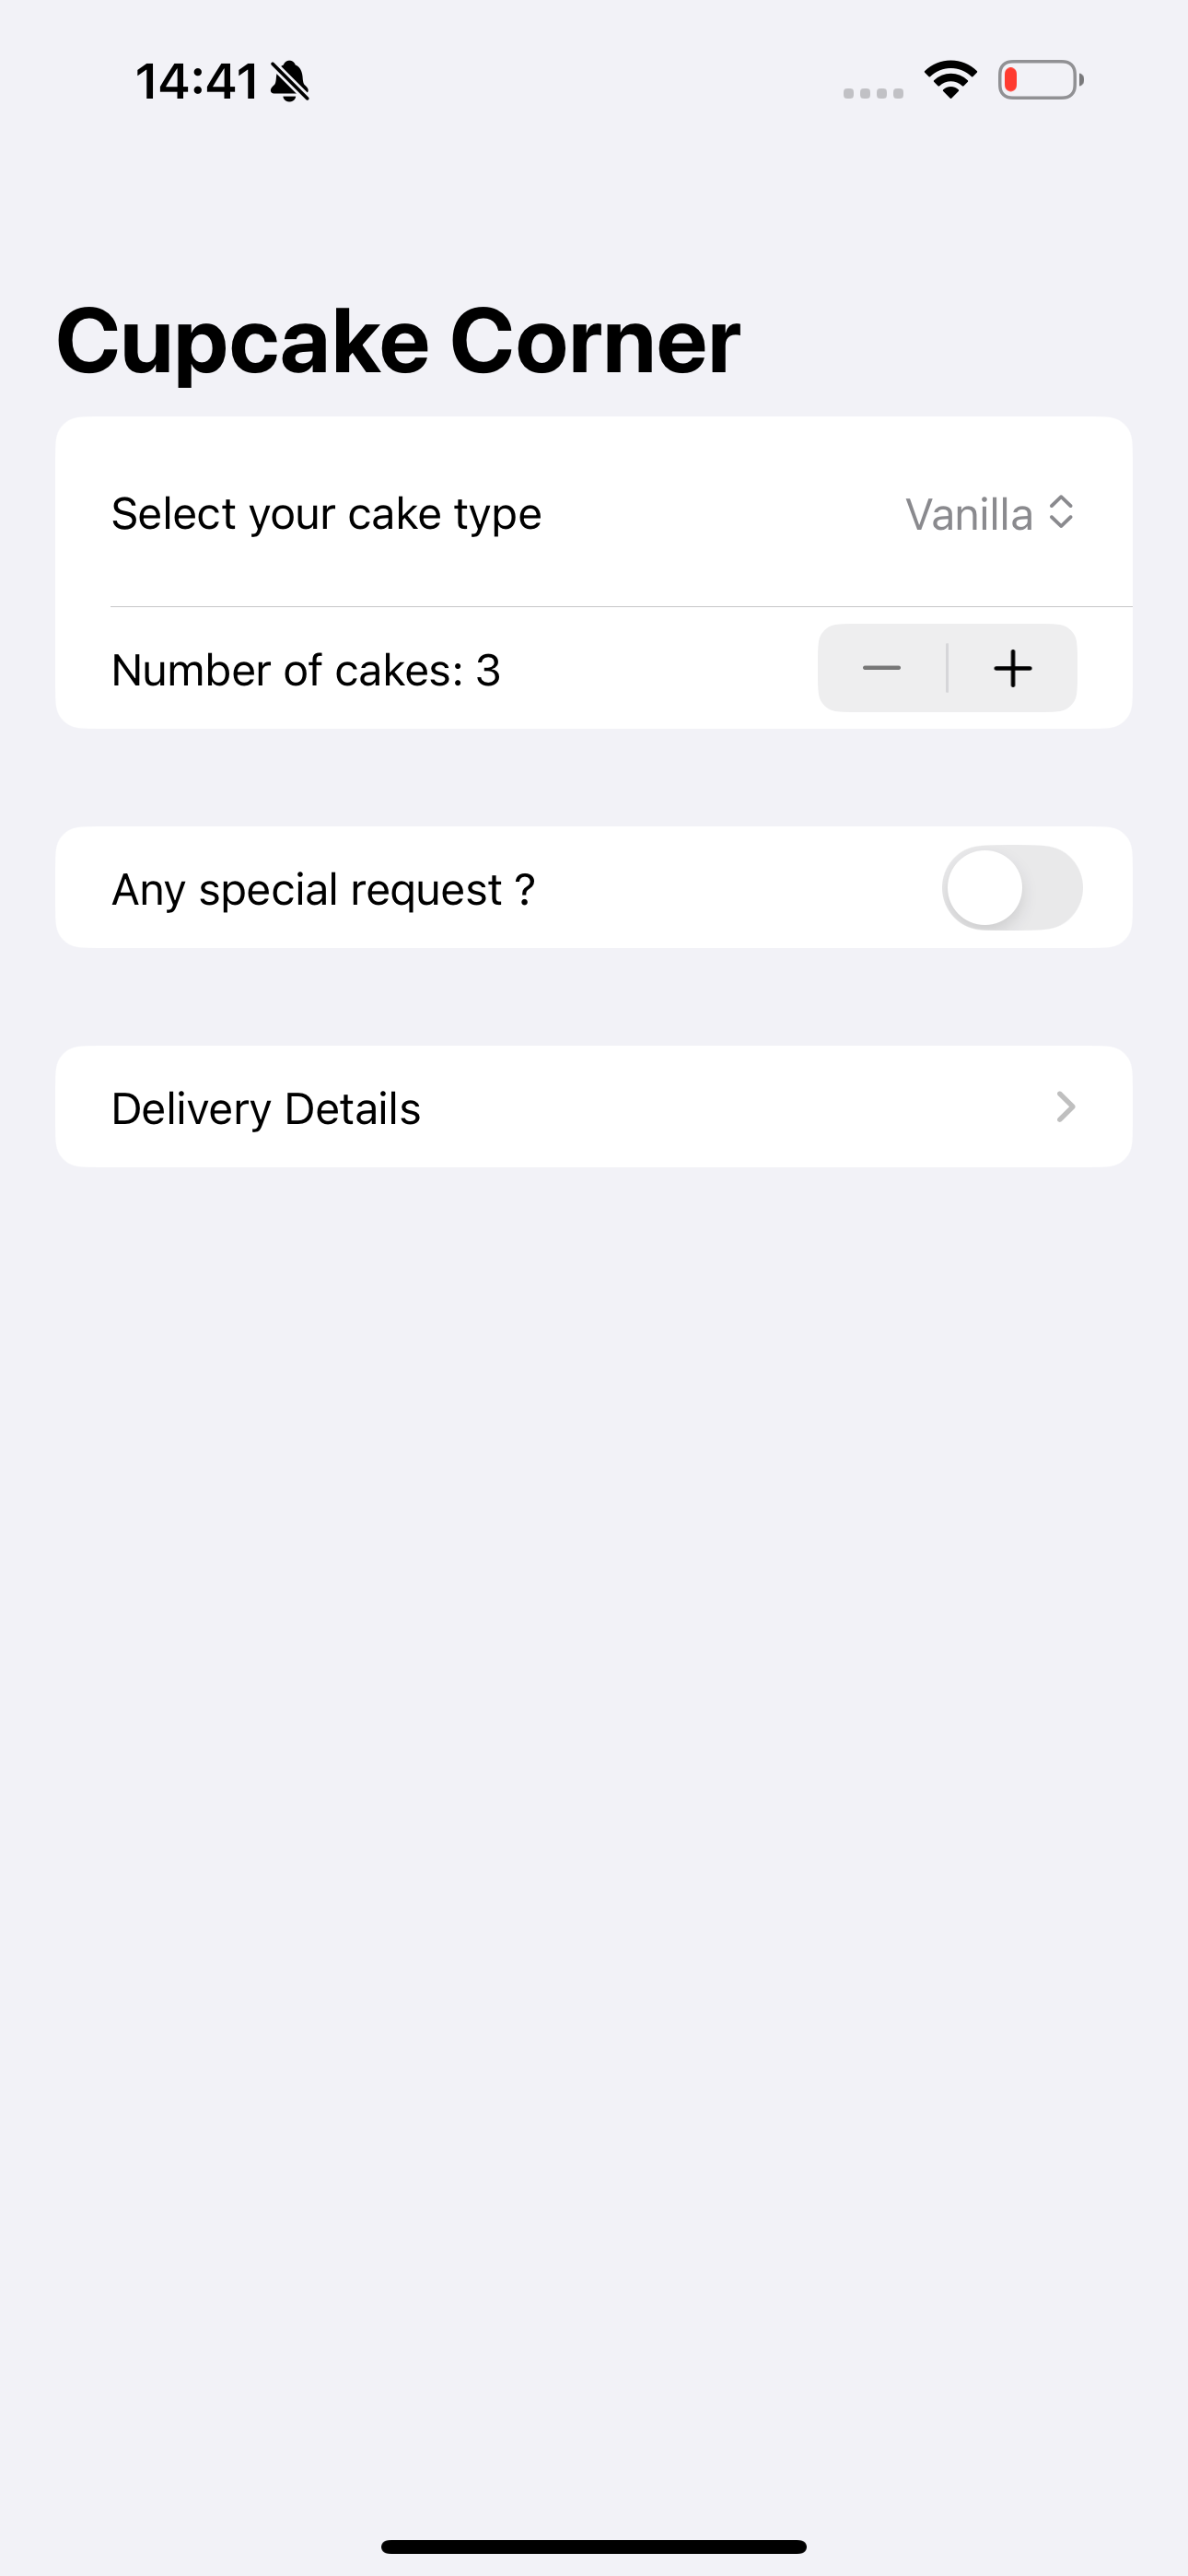 14:41
Cupcake Corner
Select your cake type Vanilla
Number of cakes: 3
Any special request ?
Delivery Details